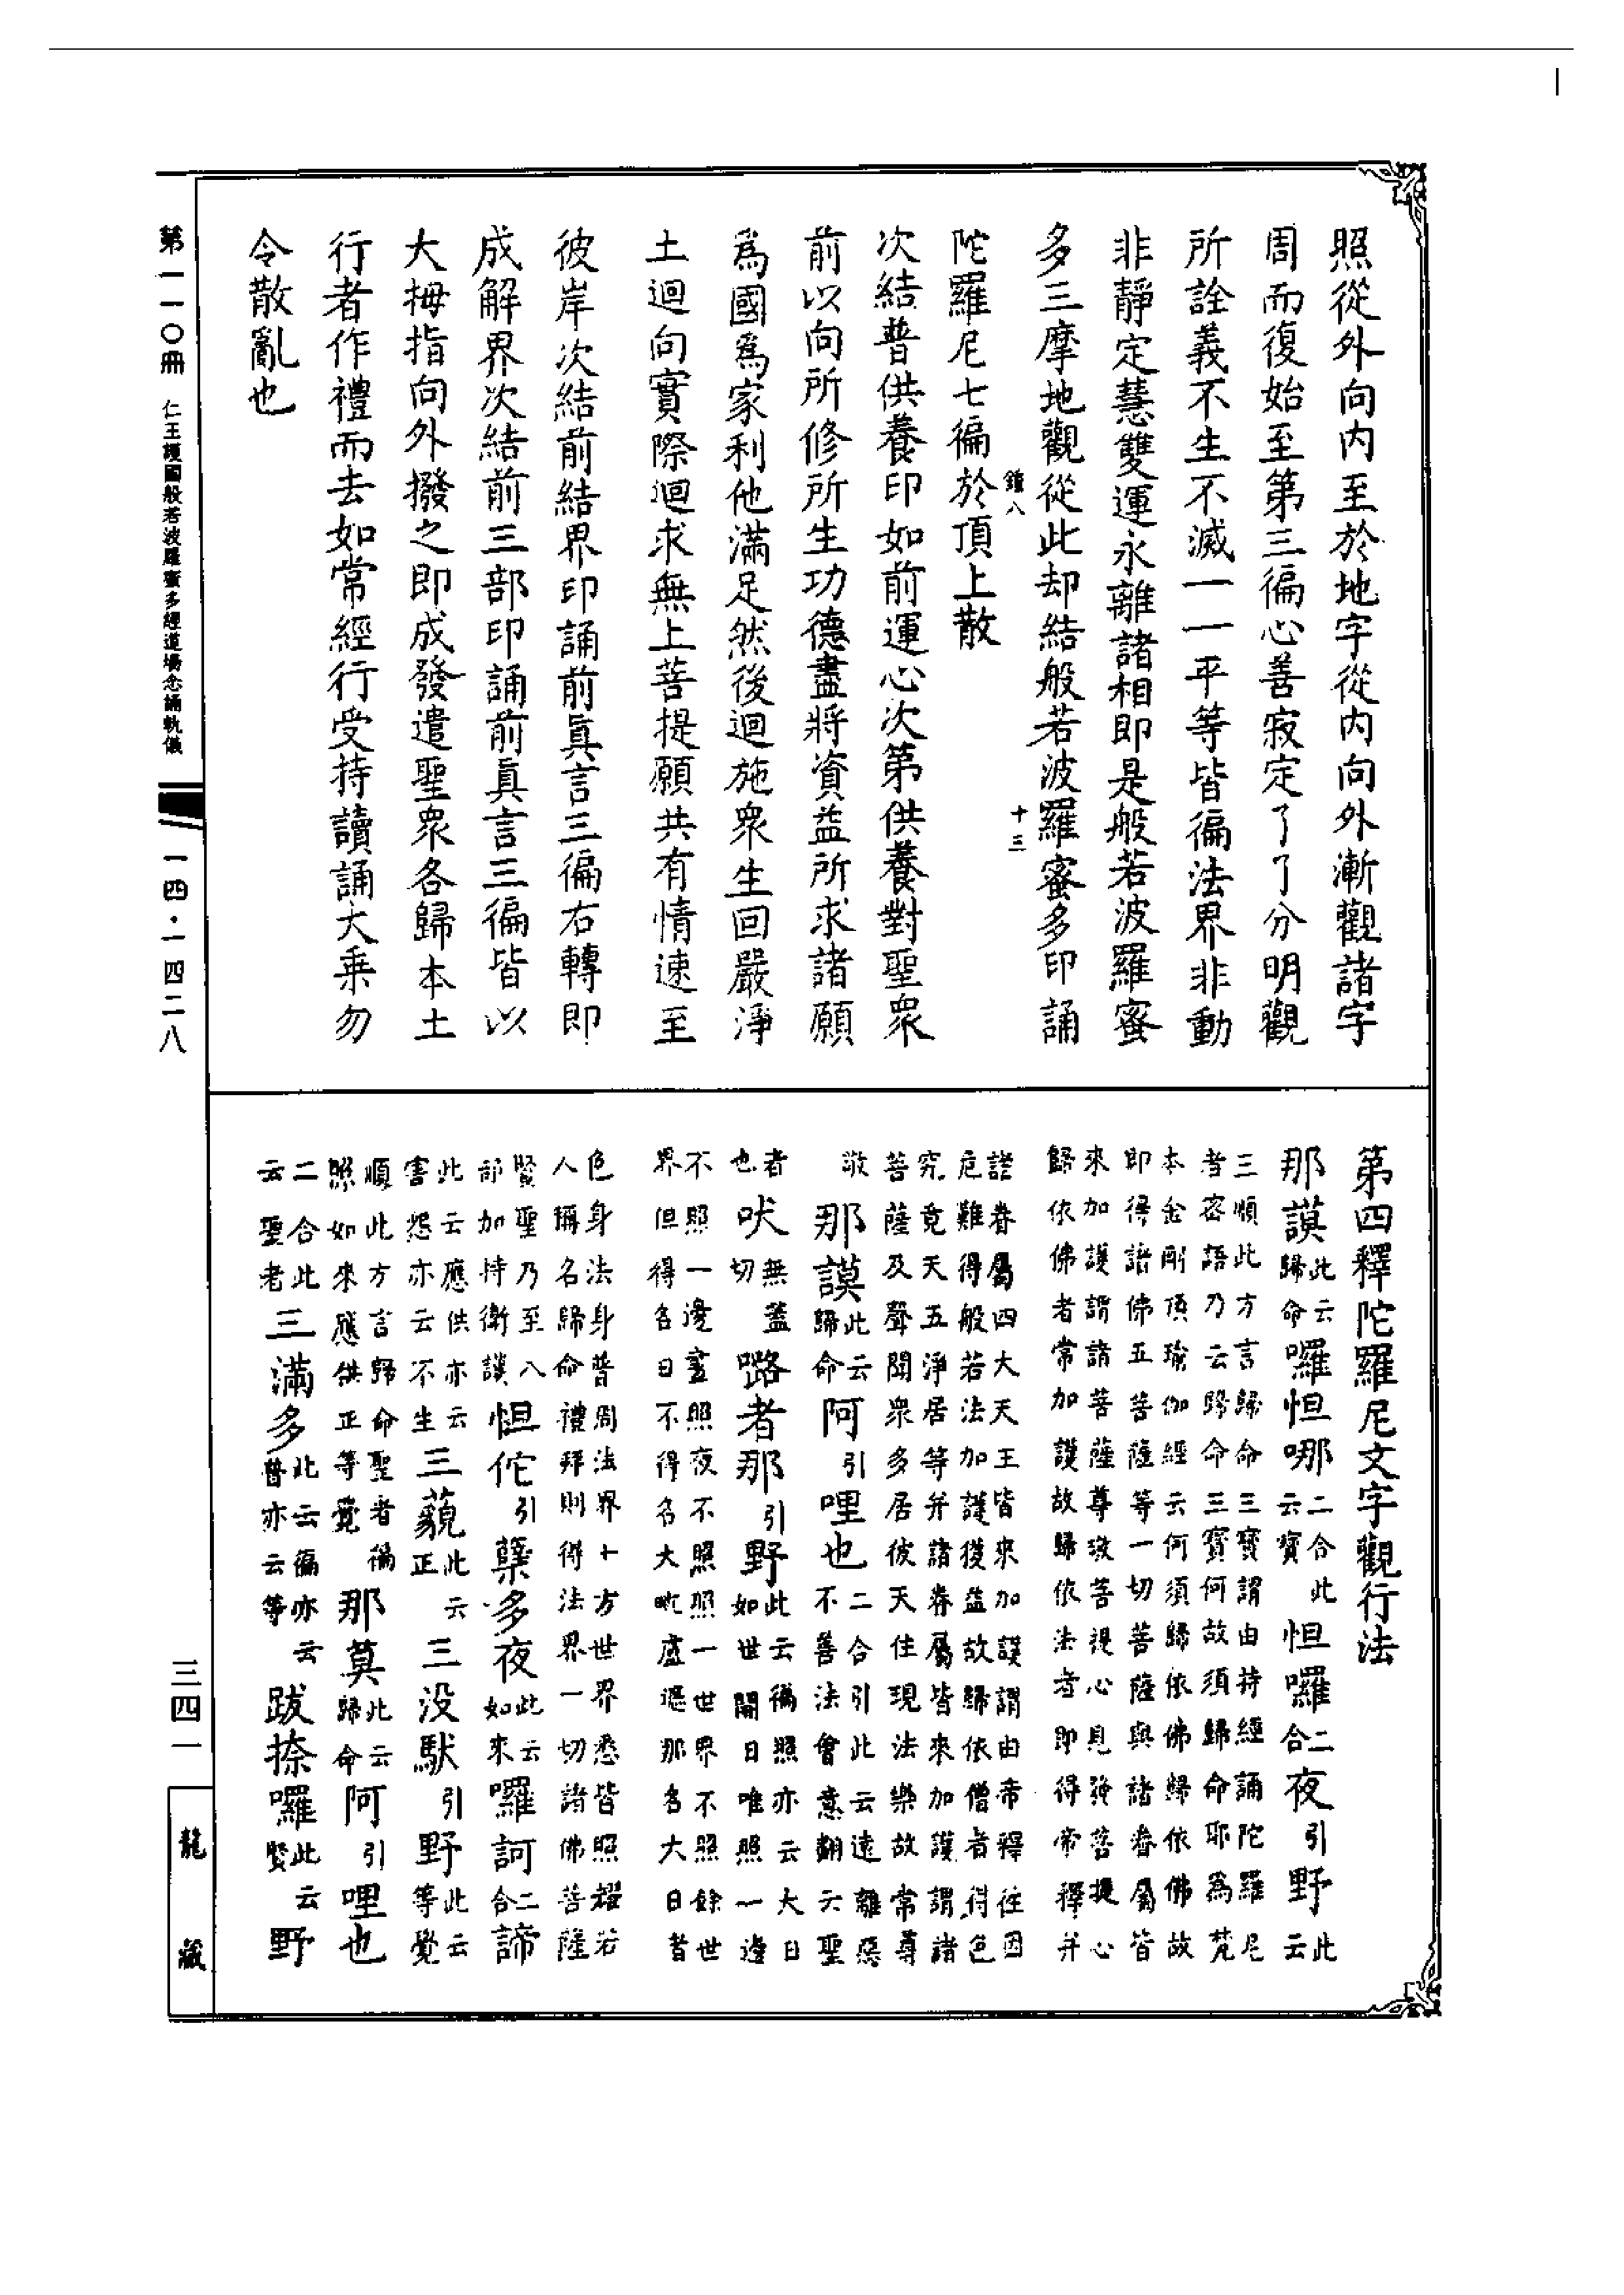 照從外向内至於地字從内向外漸觀諸字
周而復始至第三徧心善寂定了了分明觀
所詮義不生不滅一一平等皆徧法界非動
非靜定慧雙運永離諸相即是般若波羅蜜
多三摩地觀從此却結般若波羅蜜多印誦
陀羅尼七徧於頂上散
次結普供養印如前運心次第供養對聖衆
前以向所修所生功德盡將資益所求諸願
為國為家利他滿足然後迴施衆生回嚴淨
土迴向實際迴求無上菩提願共有情速至
彼岸次結前結界印誦前真言三徧右轉即
成解界次結前三部印誦前真言三徧皆以
大拇指向外撥之即成發遣聖衆各歸本土
行者作禮而去如常經行受持讀誦大乘勿
令散亂也
十三
第一一〇冊 仁王護國般若波羅蜜多經道場念誦軌儀 一四·一四二八
第四釋陀羅尼文字觀行法
那謨此云歸命囉怛哪二合此云寶怛囉二合夜引野此云
三順此方言歸命三寶謂由持經誦陀羅尼
者密語乃云歸命三寶何故須歸命耶為梵
本金剛頂瑜伽經云何須歸依佛歸依佛故
即得諸佛五菩薩等一切菩薩與諸眷屬皆
來加護謂諸菩薩尊敬菩提心見發菩提心
歸依佛者常加護故歸依法者即得帝釋并
諸眷屬四大天王皆來加護謂由帝釋往因
危難得般若法加護獲益故歸依僧者得色
究竟天五淨居等并諸眷屬皆來加護謂諸
菩薩及聲聞衆多居彼天住現法樂故常尊
敬那謨此云歸命阿引哩也二合引此云遠離惡不善法會意翻云聖
者也吠無蓋切嚕者那引野此云徧照亦云大日如世間日唯照一邊
不照一邊晝照夜不照照一世界不照餘世
界但得名日不得名大毗盧遮那名大日者
色身法身普周法界十方世界悉皆照耀若
人稱名歸命禮拜則得法界一切諸佛菩薩
賢聖乃至八部加持衛護怛佗引蘖多夜此云如來囉訶二合諦
此云應供亦云害怨亦云不生三藐此云正三没馱引野此云等覺
順此方言歸命聖者徧照如來應供正等覺那莫此云歸命阿引哩也
二合此云聖者三滿多此云徧亦云普亦云等跋捺囉此云賢野
三四一
龍藏